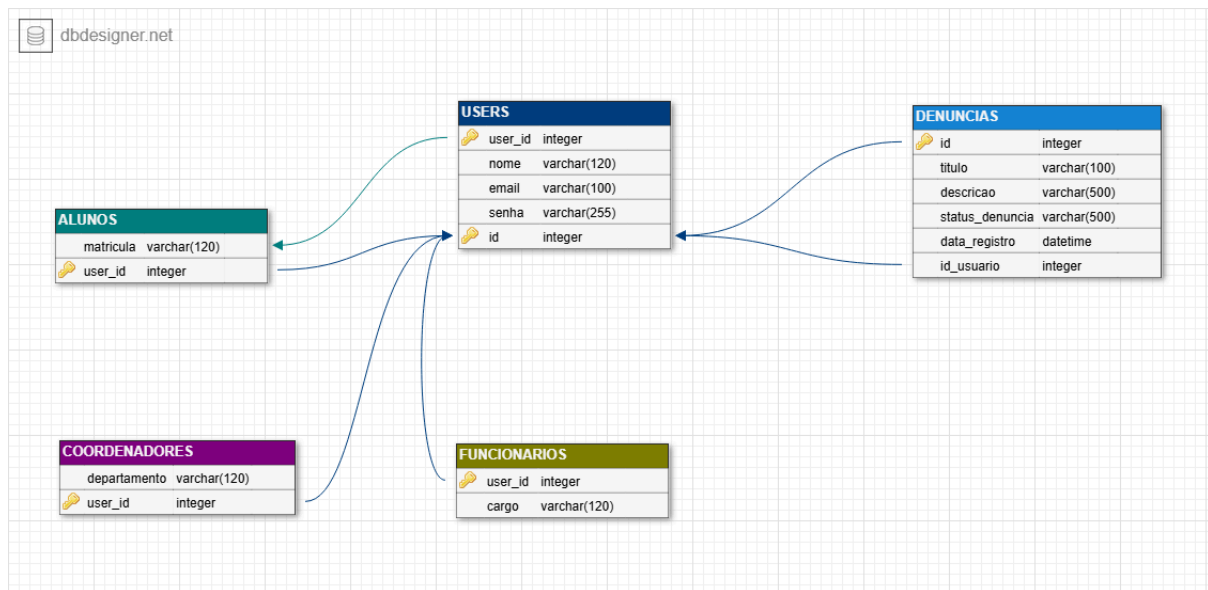 dbdesigner.net
USERS
user_id integer
nome varchar(120)
email varchar(100)
senha varchar(255)
id integer
DENUNCIAS
id integer
titulo varchar(100)
descricao varchar(500)
status_denuncia varchar(500)
data_registro datetime
id_usuario integer
ALUNOS
matricula varchar(120)
user_id integer
COORDENADORES
departamento varchar(120)
user_id integer
FUNCIONARIOS
user_id integer
cargo varchar(120)